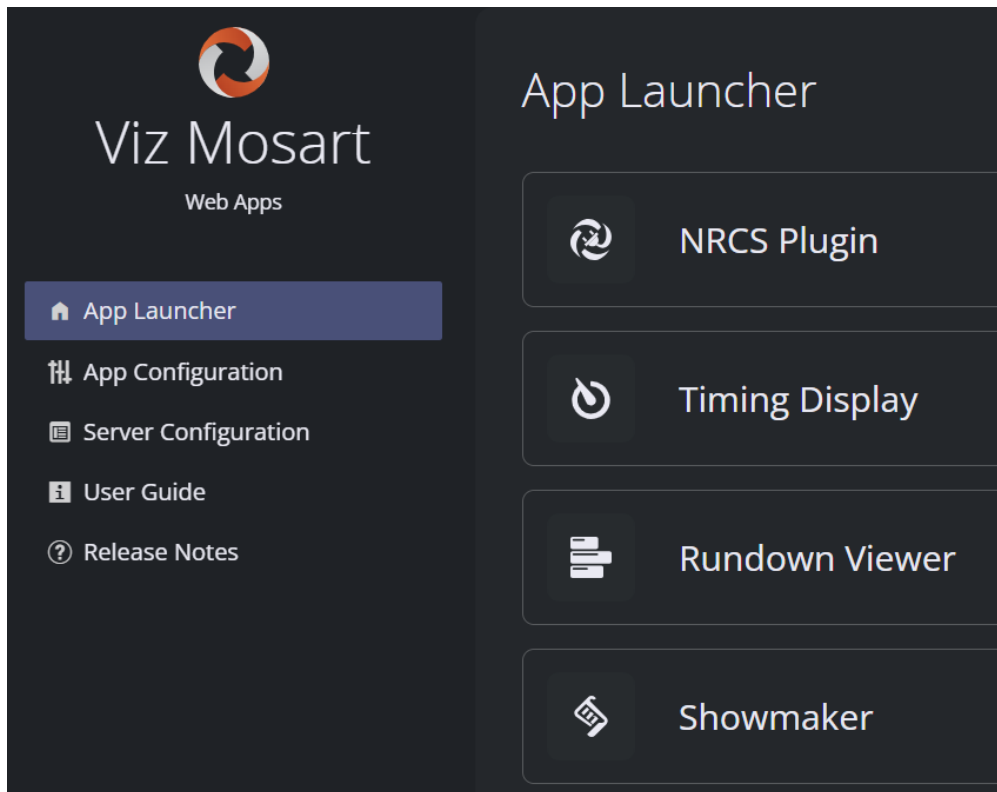 Viz Mosart
Web Apps
App Launcher
App Configuration
Server Configuration
User Guide
Release Notes
App Launcher
NRCS Plugin
Timing Display
Rundown Viewer
Showmaker